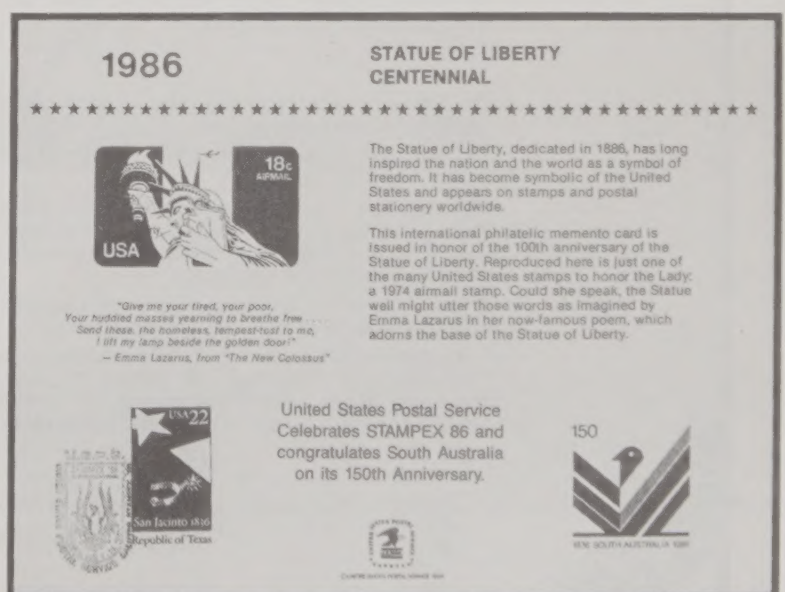 1986
STATUE OF LIBERTY
CENTENNIAL
18c
AIRMAIL
USA
The Statue of Liberty, dedicated in 1886, has long
inspired the nation and the world as a symbol of
freedom. It has become symbolic of the United
States and appears on stamps and postal
stationery worldwide.
This international philatelic memento card is
issued in honor of the 100th anniversary of the
Statue of Liberty. Reproduced here is just one of
the many United States stamps to honor the Lady:
a 1974 airmail stamp. Could she speak, the Statue
well might utter those words as imagined by
Emma Lazarus in her now-famous poem, which
adorns the base of the Statue of Liberty.
"Give me your tired, your poor,
Your huddled masses yearning to breathe free . . . .
Send these, the homeless, tempest-tost to me,
I lift my lamp beside the golden door!"
— Emma Lazarus, from "The New Colossus"
United States Postal Service
Celebrates STAMPEX 86 and
congratulates South Australia
on its 150th Anniversary.
USA 22
San Jacinto 1836
Republic of Texas
150
SOUTH AUSTRALIA 1986